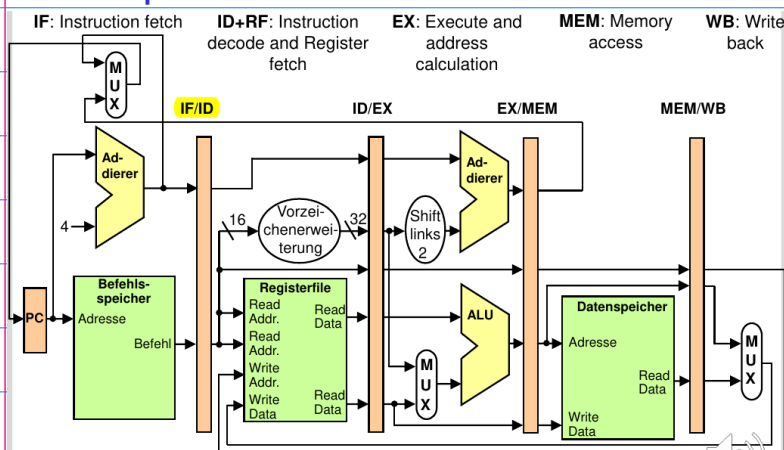 IF: Instruction fetch
ID+RF: Instruction
decode and Register
fetch
EX: Execute and
address
calculation
MEM: Memory
access
WB: Write
back
M
U
X
IF/ID
ID/EX
EX/MEM
MEM/WB
Ad-
dierer
4
Ad-
dierer
16
Vorzei-
chenerwei-
terung
32
Shift
links
2
PC
Befehls-
speicher
Adresse
Befehl
Registerfile
Read
Addr.
Read
Addr.
Write
Addr.
Write
Data
Read
Data
Read
Data
M
U
X
ALU
Datenspeicher
Adresse
Read
Data
Write
Data
M
U
X